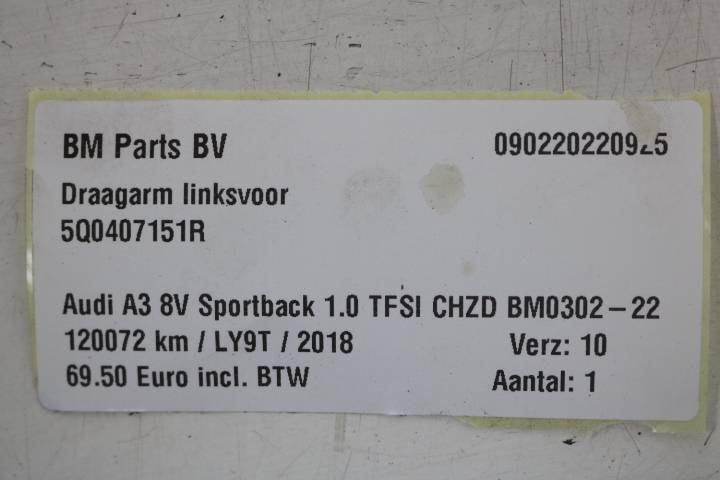 BM Parts BV 090220220925
Draagarm linksvoor
5Q0407151R
Audi A3 8V Sportback 1.0 TFSI CHZD BM0302-22
120072 km / LY9T / 2018 Verz: 10
69.50 Euro incl. BTW Aantal: 1